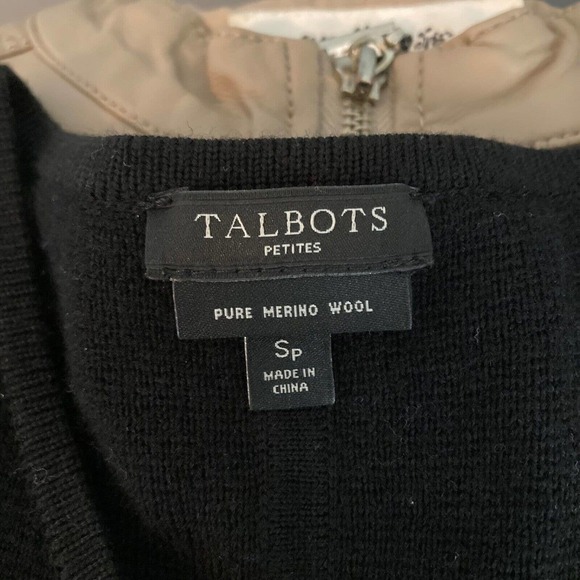 TALBOTS
PETITES
PURE MERINO WOOL
SP
MADE IN
CHINA